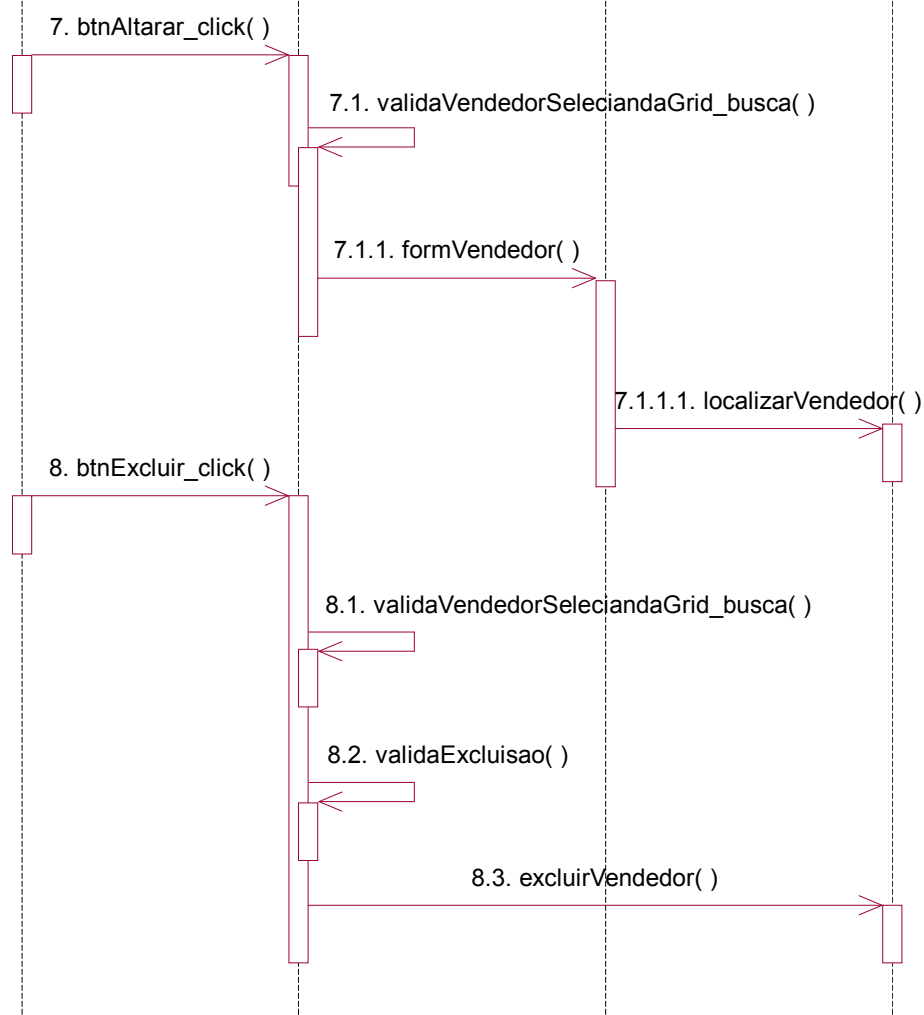 7. btnAltarar_click( )
7.1. validaVendedorSeleciandaGrid_busca( )
7.1.1. formVendedor( )
7.1.1.1. localizarVendedor( )
8. btnExcluir_click( )
8.1. validaVendedorSeleciandaGrid_busca( )
8.2. validaExcluisao( )
8.3. excluirVendedor( )